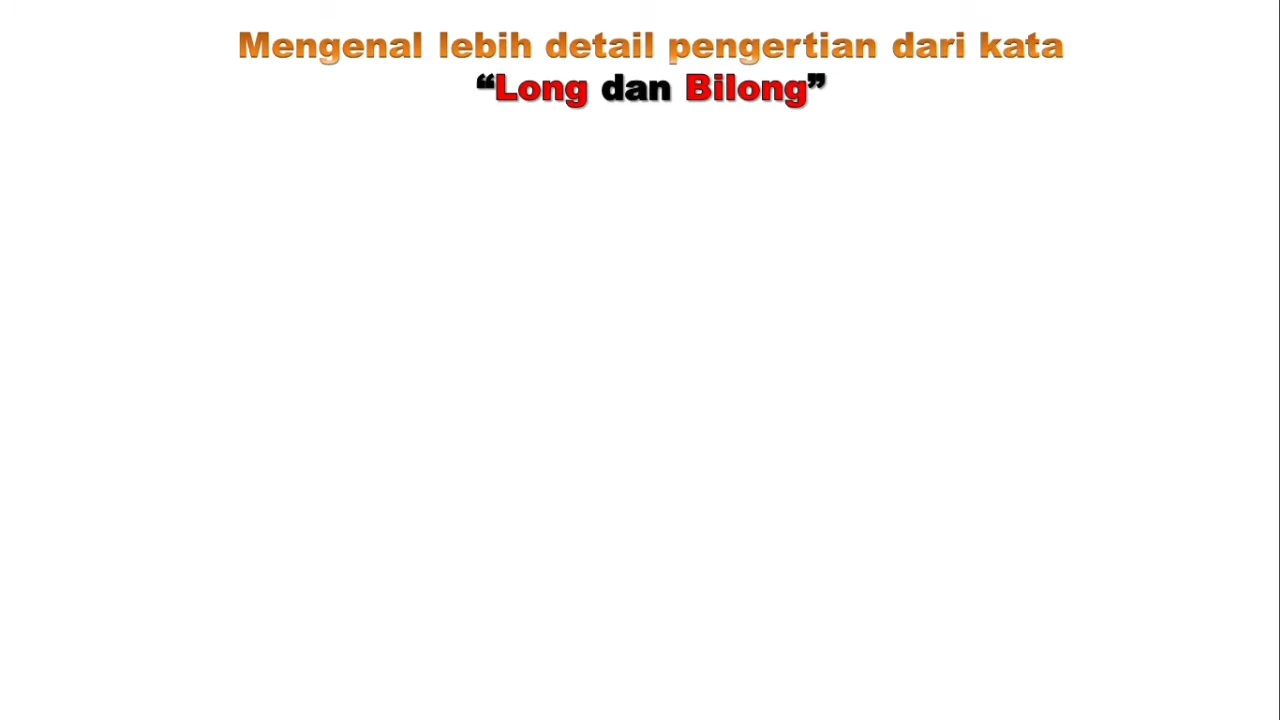 Mengenal lebih detail pengertian dari kata
“Long dan Bilong”